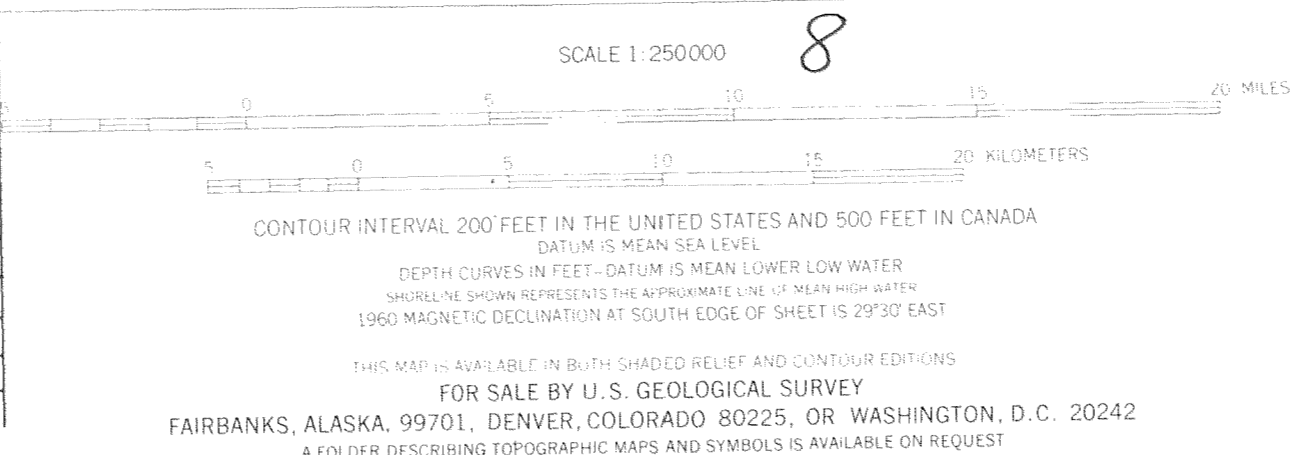 SCALE 1:250000 8
5 0 5 10 15 20 MILES
5 0 5 10 15 20 KILOMETERS
CONTOUR INTERVAL 200 FEET IN THE UNITED STATES AND 500 FEET IN CANADA
DATUM IS MEAN SEA LEVEL
DEPTH CURVES IN FEET-DATUM IS MEAN LOWER LOW WATER
SHORELINE SHOWN REPRESENTS THE APPROXIMATE LINE OF MEAN HIGH WATER
1960 MAGNETIC DECLINATION AT SOUTH EDGE OF SHEET IS 29°30' EAST
THIS MAP IS AVAILABLE IN BOTH SHADED RELIEF AND CONTOUR EDITIONS
FOR SALE BY U.S. GEOLOGICAL SURVEY
FAIRBANKS, ALASKA, 99701, DENVER, COLORADO 80225, OR WASHINGTON, D.C. 20242
A FOLDER DESCRIBING TOPOGRAPHIC MAPS AND SYMBOLS IS AVAILABLE ON REQUEST